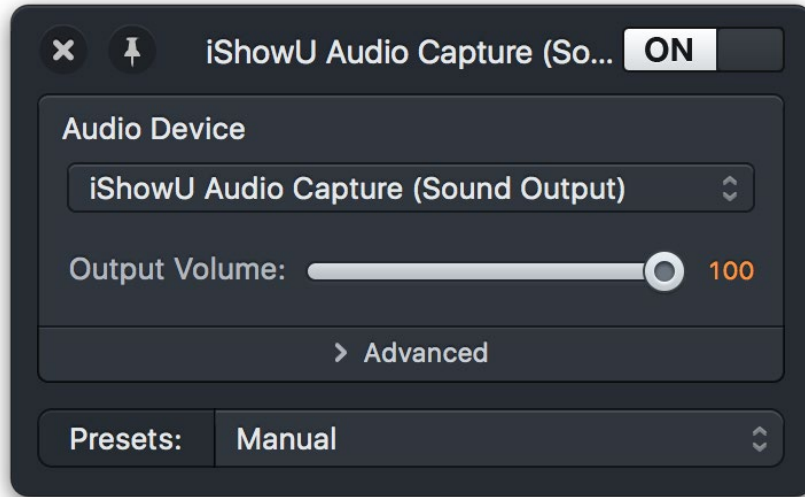 iShowU Audio Capture (So... ON
Audio Device
iShowU Audio Capture (Sound Output)
Output Volume: 100
> Advanced
Presets: Manual